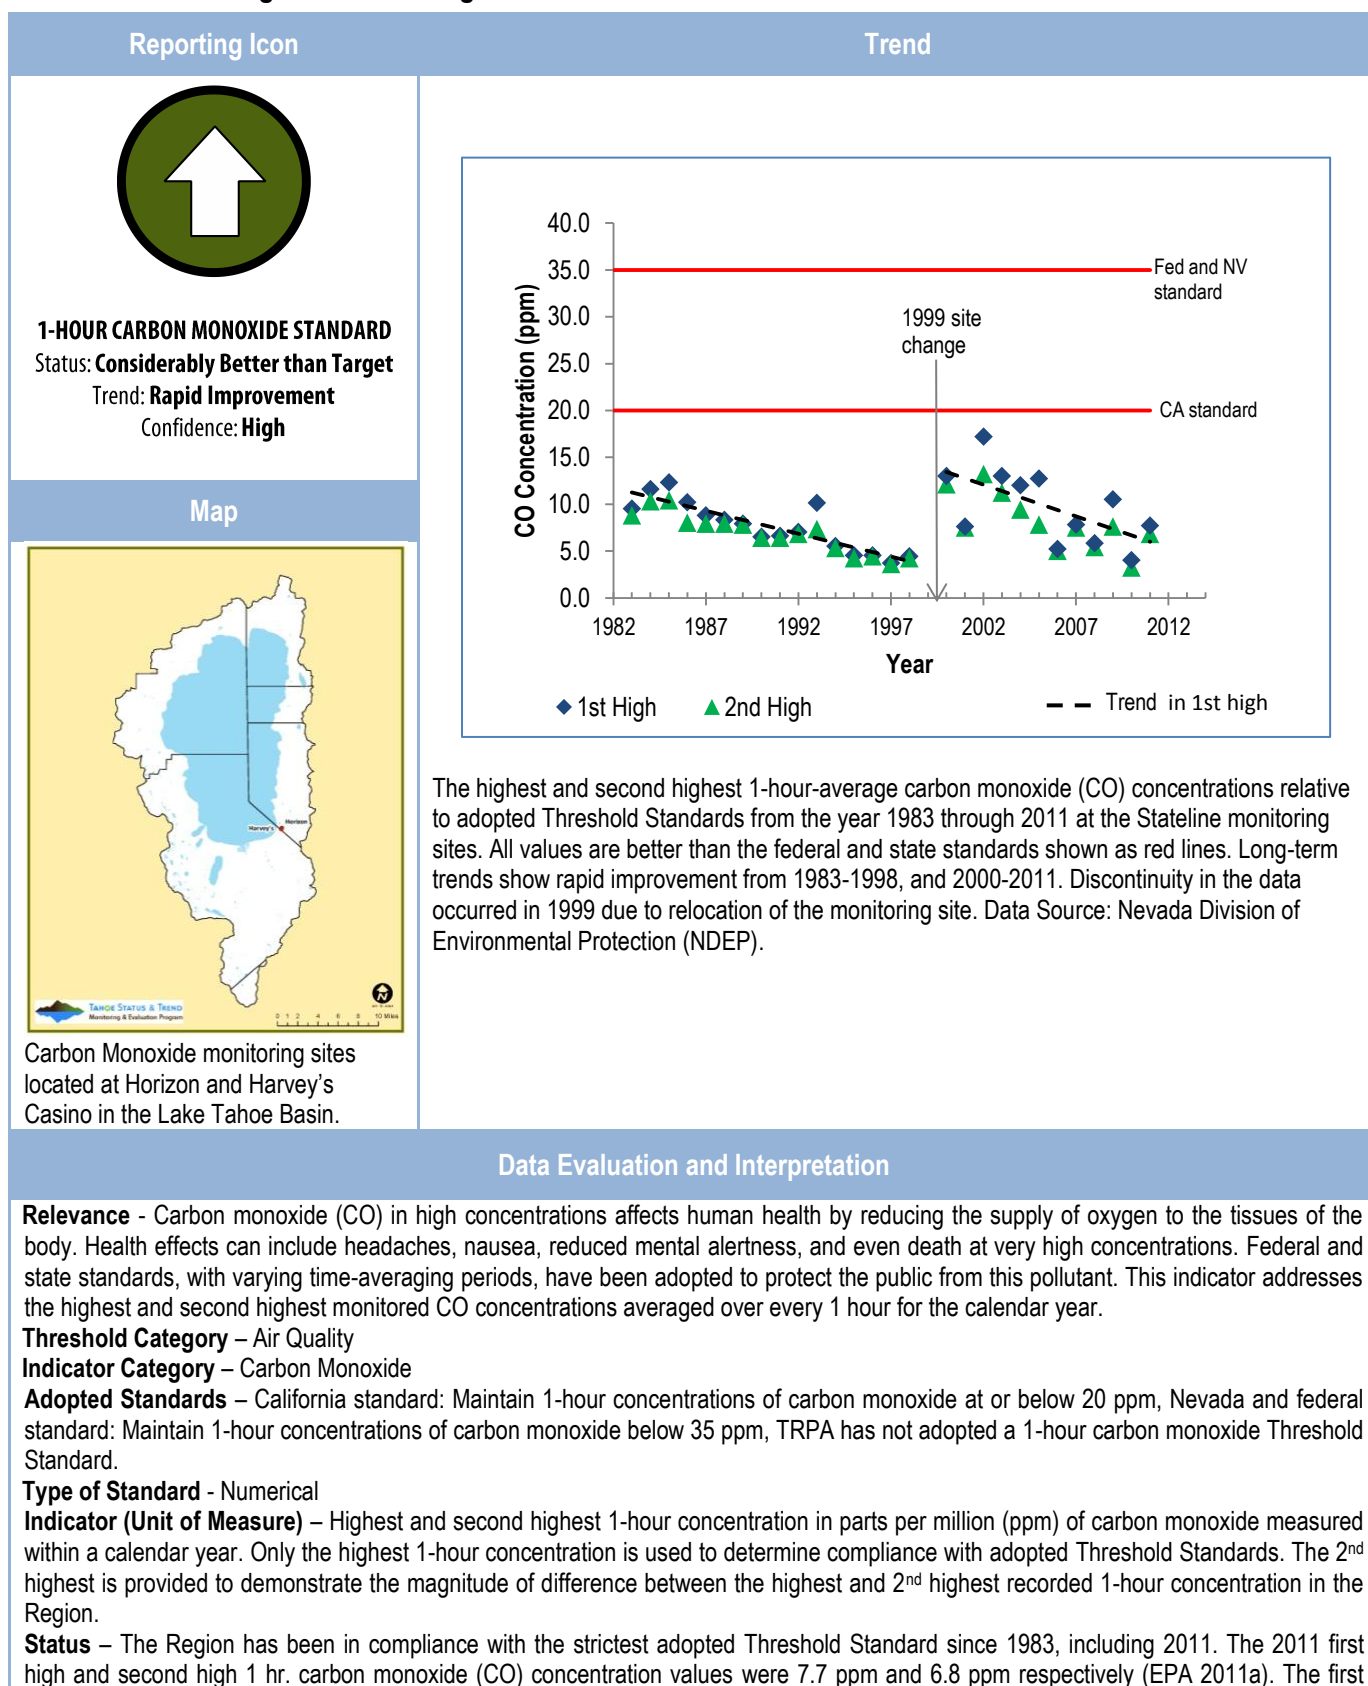 Reporting Icon
Trend
1-HOUR CARBON MONOXIDE STANDARD
Status: Considerably Better than Target
Trend: Rapid Improvement
Confidence: High
Map
Harvey's
Horizon
TAHOE STATUS & TREND
Monitoring & Evaluation Program
N
0 1 2 4 6 8 10 Miles
Carbon Monoxide monitoring sites
located at Horizon and Harvey's
Casino in the Lake Tahoe Basin.
CO Concentration (ppm)
40.0
35.0
30.0
25.0
20.0
15.0
10.0
5.0
0.0
Fed and NV
standard
1999 site
change
CA standard
1982 1987 1992 1997 2002 2007 2012
Year
1st High 2nd High Trend in 1st high
The highest and second highest 1-hour-average carbon monoxide (CO) concentrations relative
to adopted Threshold Standards from the year 1983 through 2011 at the Stateline monitoring
sites. All values are better than the federal and state standards shown as red lines. Long-term
trends show rapid improvement from 1983-1998, and 2000-2011. Discontinuity in the data
occurred in 1999 due to relocation of the monitoring site. Data Source: Nevada Division of
Environmental Protection (NDEP).
Data Evaluation and Interpretation
Relevance - Carbon monoxide (CO) in high concentrations affects human health by reducing the supply of oxygen to the tissues of the
body. Health effects can include headaches, nausea, reduced mental alertness, and even death at very high concentrations. Federal and
state standards, with varying time-averaging periods, have been adopted to protect the public from this pollutant. This indicator addresses
the highest and second highest monitored CO concentrations averaged over every 1 hour for the calendar year.
Threshold Category – Air Quality
Indicator Category – Carbon Monoxide
Adopted Standards – California standard: Maintain 1-hour concentrations of carbon monoxide at or below 20 ppm, Nevada and federal
standard: Maintain 1-hour concentrations of carbon monoxide below 35 ppm, TRPA has not adopted a 1-hour carbon monoxide Threshold
Standard.
Type of Standard - Numerical
Indicator (Unit of Measure) – Highest and second highest 1-hour concentration in parts per million (ppm) of carbon monoxide measured
within a calendar year. Only the highest 1-hour concentration is used to determine compliance with adopted Threshold Standards. The 2nd
highest is provided to demonstrate the magnitude of difference between the highest and 2nd highest recorded 1-hour concentration in the
Region.
Status – The Region has been in compliance with the strictest adopted Threshold Standard since 1983, including 2011. The 2011 first
high and second high 1 hr. carbon monoxide (CO) concentration values were 7.7 ppm and 6.8 ppm respectively (EPA 2011a). The first